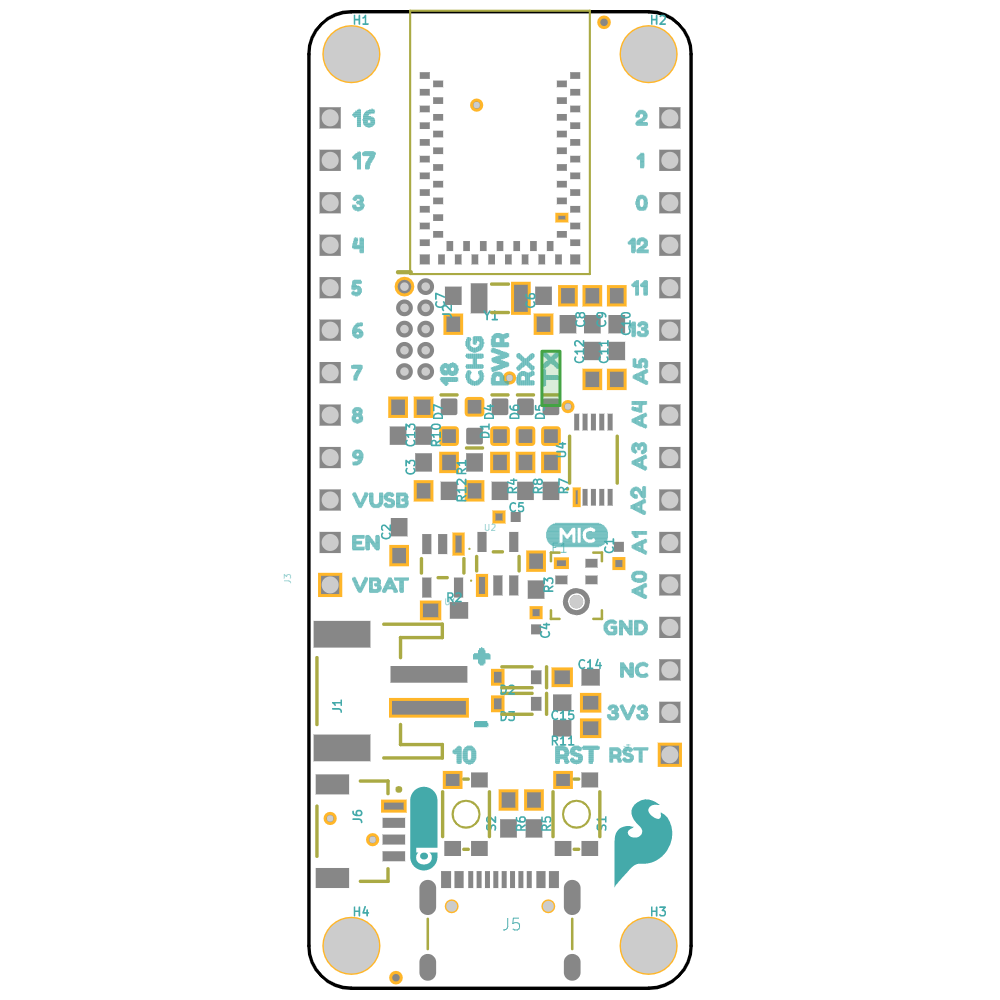 H1
H2
16
2
17
1
3
0
4
12
5
11
C7
J2
Y1
C6
C8
C9
C10
13
6
C12
C11
7
18
CHG
PWR
RX
TX
A5
8
D7
D4
D6
D5
A4
C13
R10
D1
U4
9
C3
R1
A3
VUSB
R12
R4
R8
R7
A2
C5
U2
C2
EN
MIC
C1
A1
J3
VBAT
R3
A0
R2
C4
GND
+
C14
NC
D2
J1
D3
C15
3V3
-
R11
10
RST
RST
J6
S2
R6
R5
S1
q
H4
J5
H3